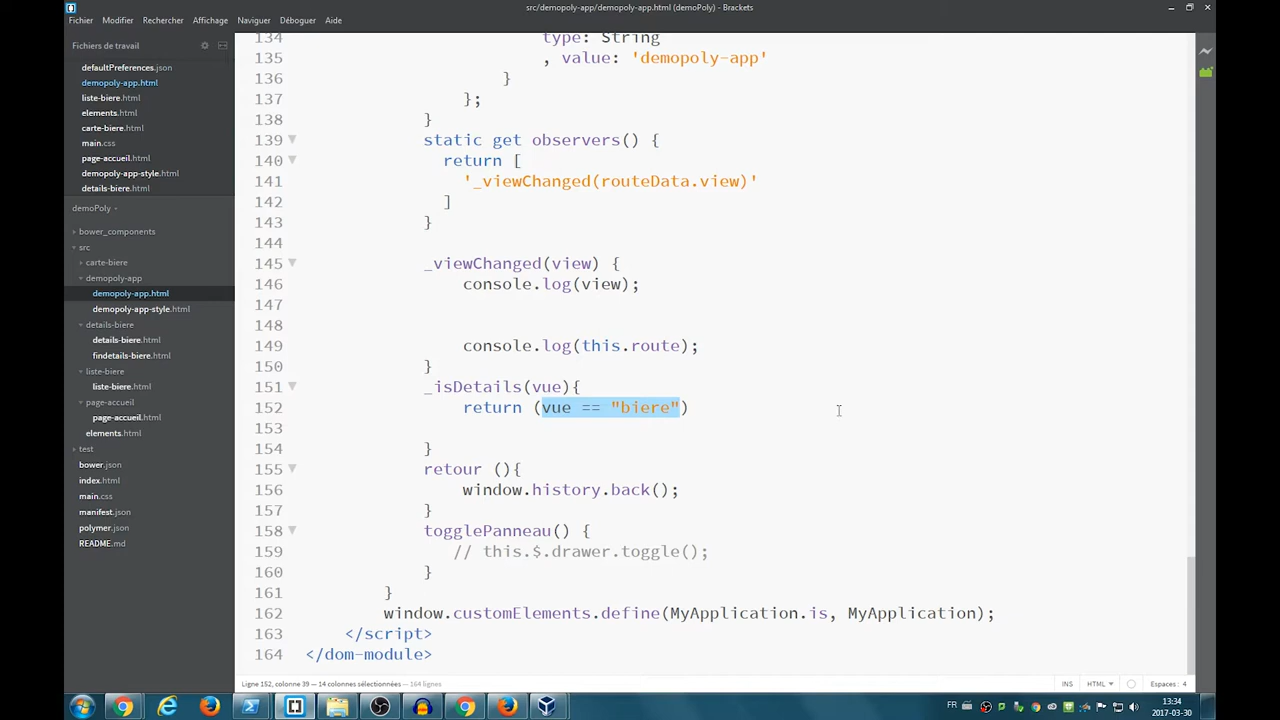 src/demopoly-app/demopoly-app.html (demoPoly) - Brackets
Fichier Modifier Rechercher Affichage Naviguer Déboguer Aide
Fichiers de travail
defaultPreferences.json
demopoly-app.html
liste-biere.html
elements.html
carte-biere.html
main.css
page-accueil.html
demopoly-app-style.html
details-biere.html
demoPoly
bower_components
src
carte-biere
demopoly-app
demopoly-app.html
demopoly-app-style.html
details-biere
details-biere.html
findetails-biere.html
liste-biere
liste-biere.html
page-accueil
page-accueil.html
elements.html
test
bower.json
index.html
main.css
manifest.json
polymer.json
README.md
134 type: String
135 , value: 'demopoly-app'
136 }
137 };
138 }
139 static get observers() {
140 return [
141 '_viewChanged(routeData.view)'
142 ]
143 }
144
145 _viewChanged(view) {
146 console.log(view);
147
148
149 console.log(this.route);
150 }
151 _isDetails(vue){
152 return (vue == "biere")
153
154 }
155 retour (){
156 window.history.back();
157 }
158 togglePanneau() {
159 // this.$.drawer.toggle();
160 }
161 }
162 window.customElements.define(MyApplication.is, MyApplication);
163 </script>
164 </dom-module>
Ligne 152, colonne 39 — 14 colonnes sélectionnées — 164 lignes
INS HTML Espaces : 4
FR
13:34
2017-03-30